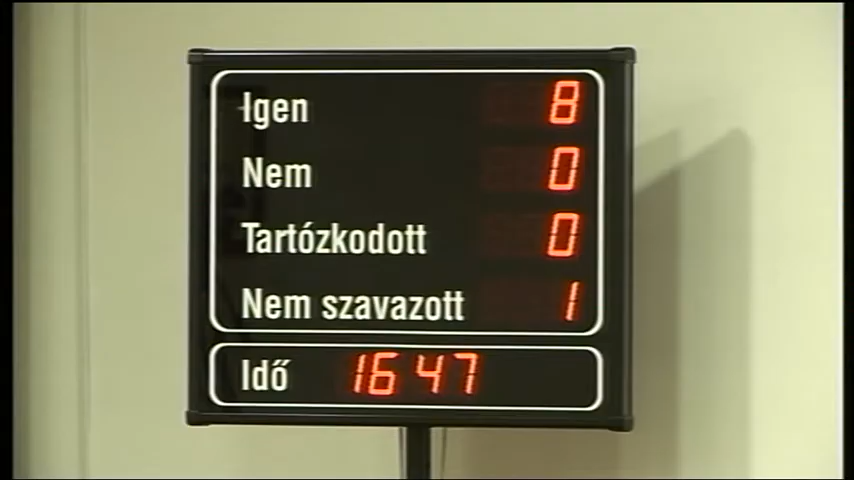 Igen 8
Nem 0
Tartózkodott 0
Nem szavazott 1
Idő 16 47